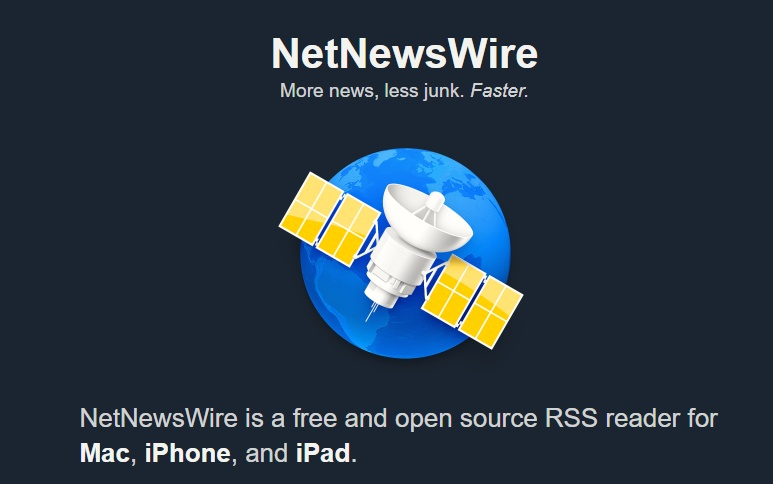 NetNewsWire
More news, less junk. Faster.
NetNewsWire is a free and open source RSS reader for
Mac, iPhone, and iPad.